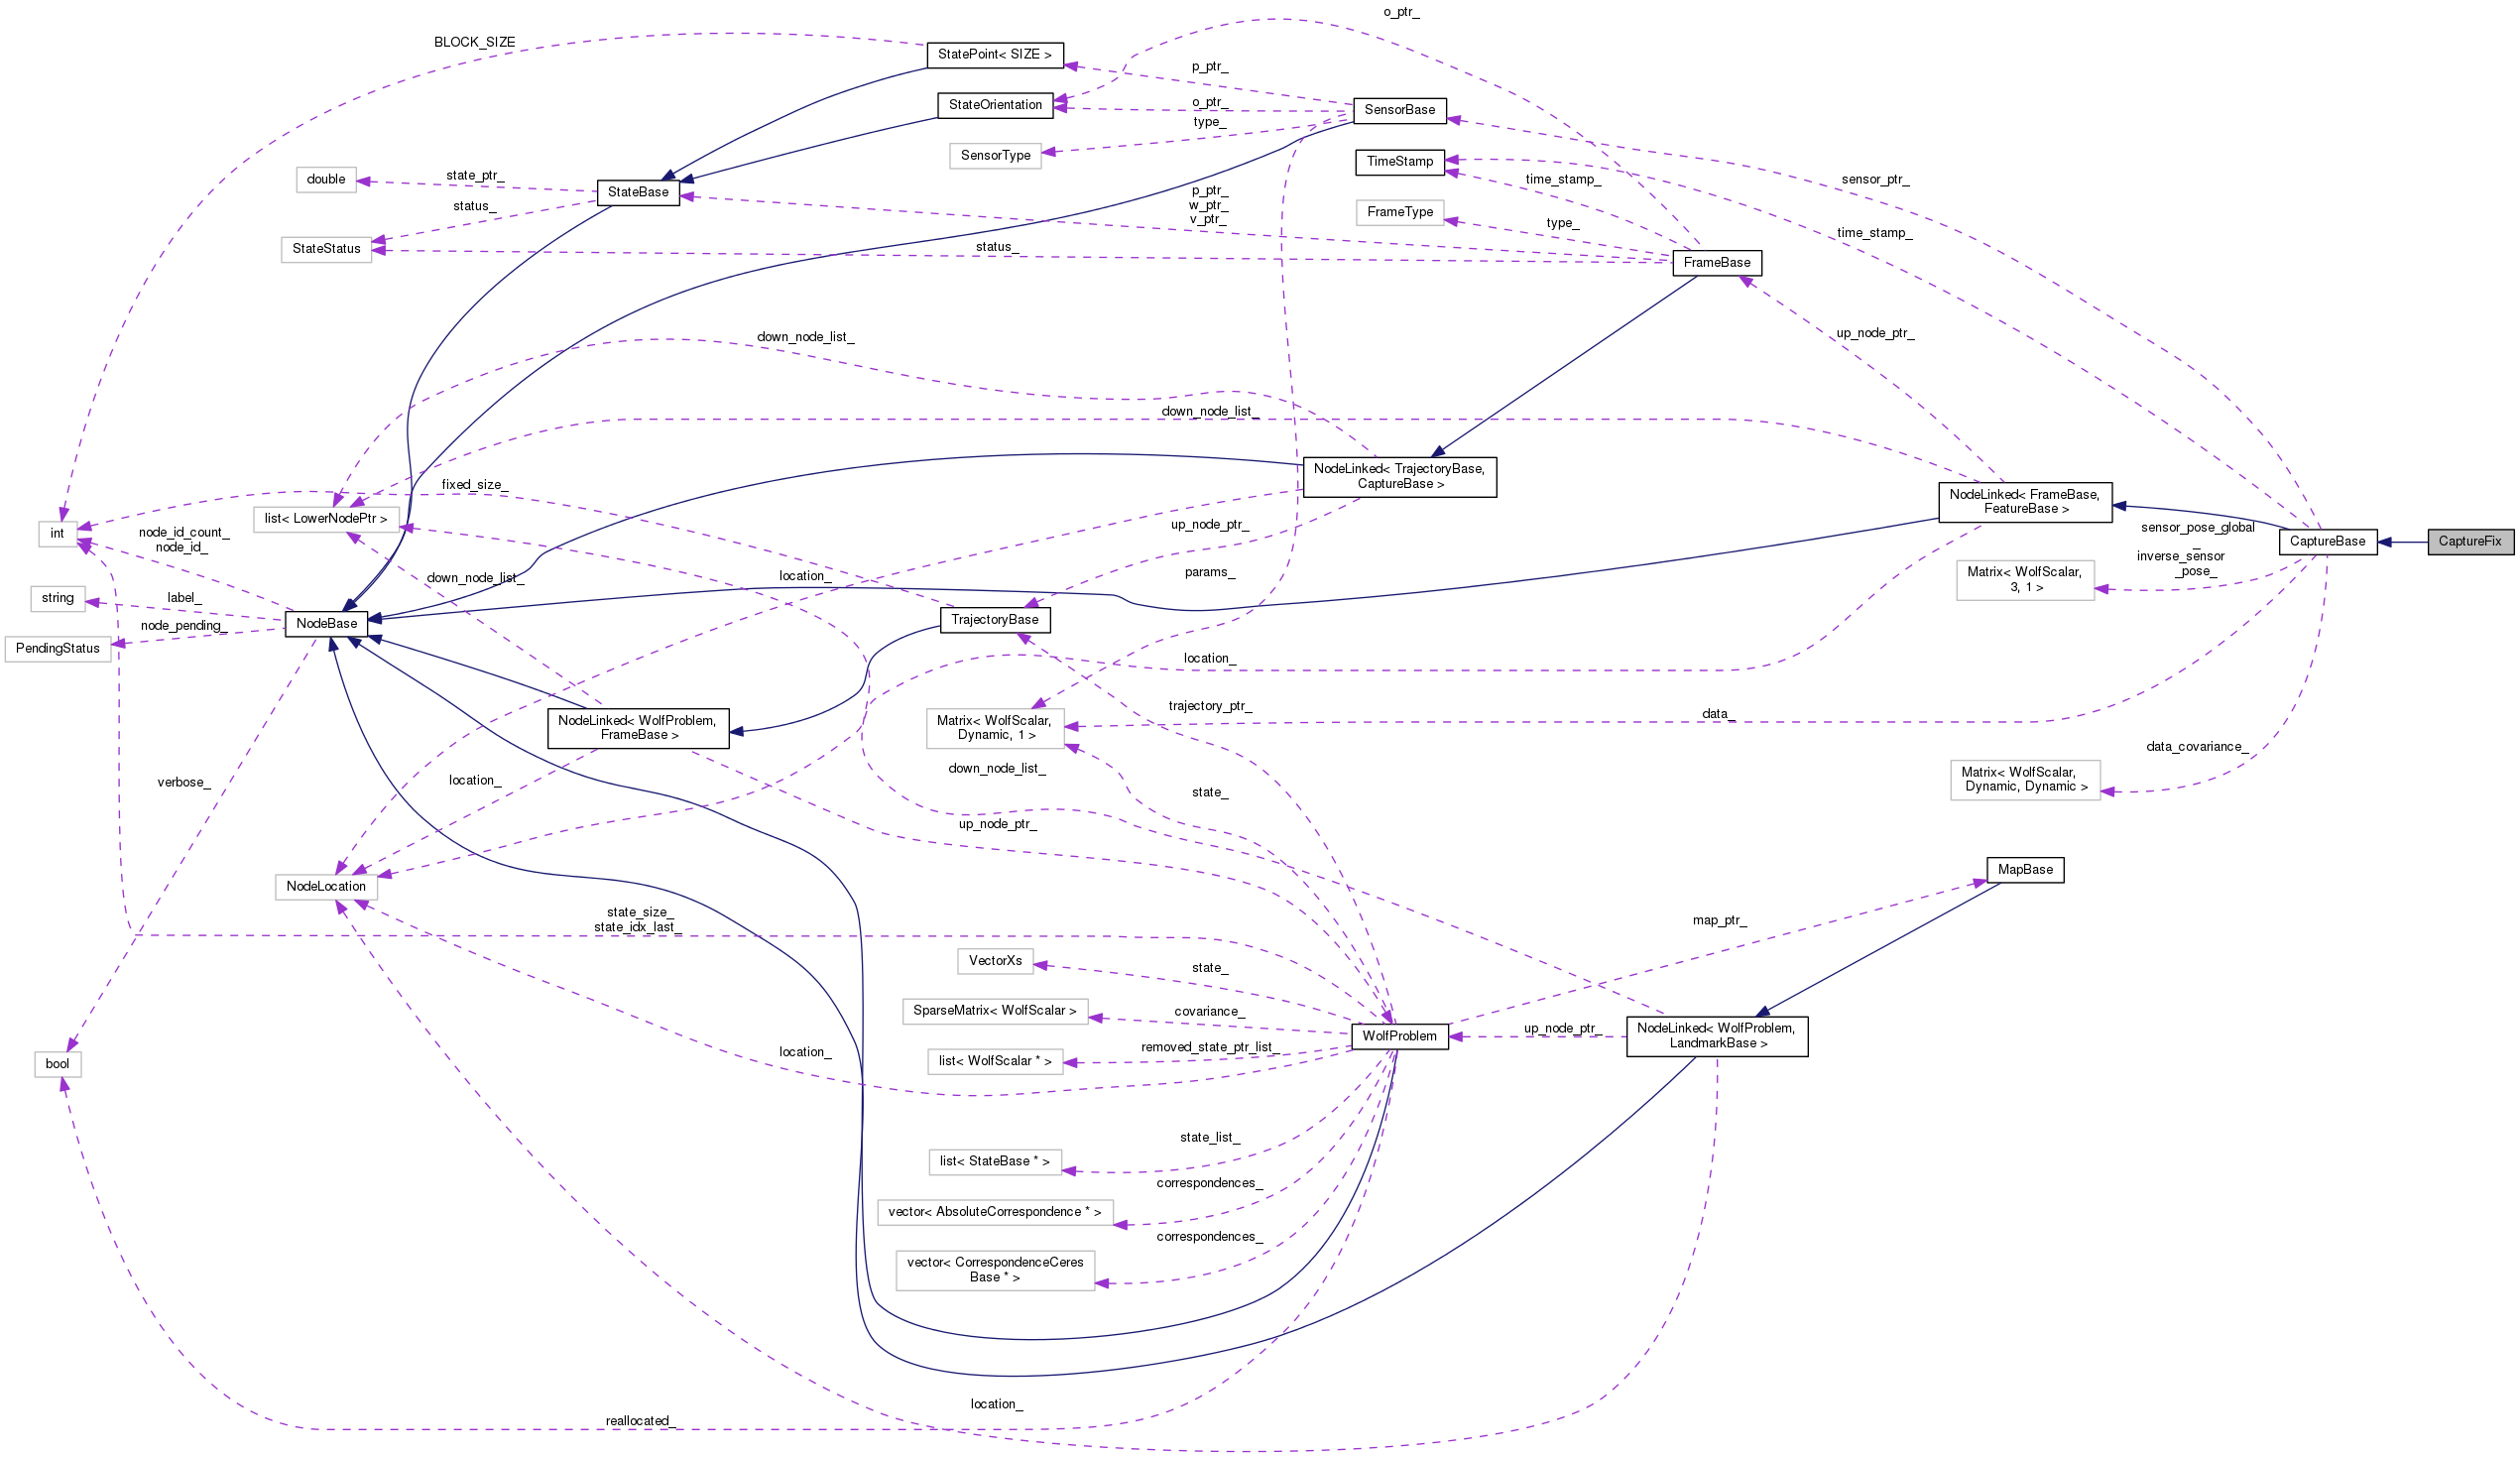 o_ptr_
BLOCK_SIZE
StatePoint< SIZE >
p_ptr_
StateOrientation
o_ptr_
SensorBase
type_
SensorType
TimeStamp
double
state_ptr_
StateBase
time_stamp_
sensor_ptr_
status_
p_ptr_
w_ptr_
v_ptr_
FrameType
type_
time_stamp_
StateStatus
status_
FrameBase
down_node_list_
up_node_ptr_
down_node_list_
NodeLinked< TrajectoryBase,
CaptureBase >
fixed_size_
NodeLinked< FrameBase,
FeatureBase >
list< LowerNodePtr >
int
node_id_count_
node_id_
up_node_ptr_
sensor_pose_global
_
inverse_sensor
_pose_
CaptureBase
CaptureFix
down_node_list_
location_
params_
Matrix< WolfScalar,
3, 1 >
string
label_
NodeBase
node_pending_
PendingStatus
TrajectoryBase
location_
NodeLinked< WolfProblem,
FrameBase >
trajectory_ptr_
Matrix< WolfScalar,
Dynamic, 1 >
data_
data_covariance_
verbose_
location_
down_node_list_
Matrix< WolfScalar,
Dynamic, Dynamic >
state_
up_node_ptr_
NodeLocation
MapBase
state_size_
state_idx_last_
map_ptr_
VectorXs
state_
SparseMatrix< WolfScalar >
covariance_
WolfProblem
up_node_ptr_
NodeLinked< WolfProblem,
LandmarkBase >
bool
location_
list< WolfScalar * >
removed_state_ptr_list_
state_list_
list< StateBase * >
correspondences_
vector< AbsoluteCorrespondence * >
correspondences_
vector< CorrespondenceCeres
Base * >
location_
reallocated_